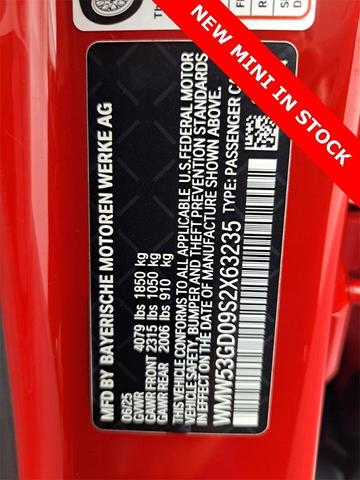 NEW MINI IN STOCK
MFD BY BAYERISCHE MOTOREN WERKE AG
06/25
GVWR 4079 lbs 1850 kg
GAWR FRONT 2315 lbs 1050 kg
GAWR REAR 2006 lbs 910 kg
THIS VEHICLE CONFORMS TO ALL APPLICABLE U.S. FEDERAL MOTOR
VEHICLE SAFETY, BUMPER AND THEFT PREVENTION STANDARDS
IN EFFECT ON THE DATE OF MANUFACTURE SHOWN ABOVE.
WMW53GD09S2X63235 TYPE: PASSENGER